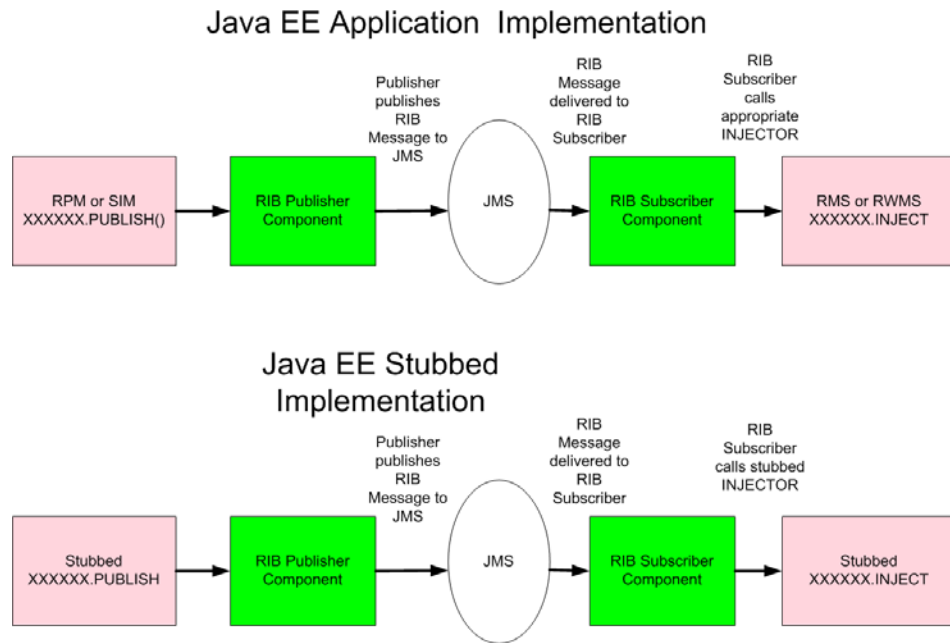 Java EE Application Implementation
Publisher
publishes
RIB
Message to
JMS
RIB
Message
delivered to
RIB
Subscriber
RIB
Subscriber
calls
appropriate
INJECTOR
RPM or SIM
XXXXXX.PUBLISH()
RIB Publisher
Component
JMS
RIB Subscriber
Component
RMS or RWMS
XXXXXX.INJECT
Java EE Stubbed
Implementation
Publisher
publishes
RIB
Message to
JMS
RIB
Message
delivered to
RIB
Subscriber
RIB
Subscriber
calls stubbed
INJECTOR
Stubbed
XXXXXX.PUBLISH
RIB Publisher
Component
JMS
RIB Subscriber
Component
Stubbed
XXXXXX.INJECT